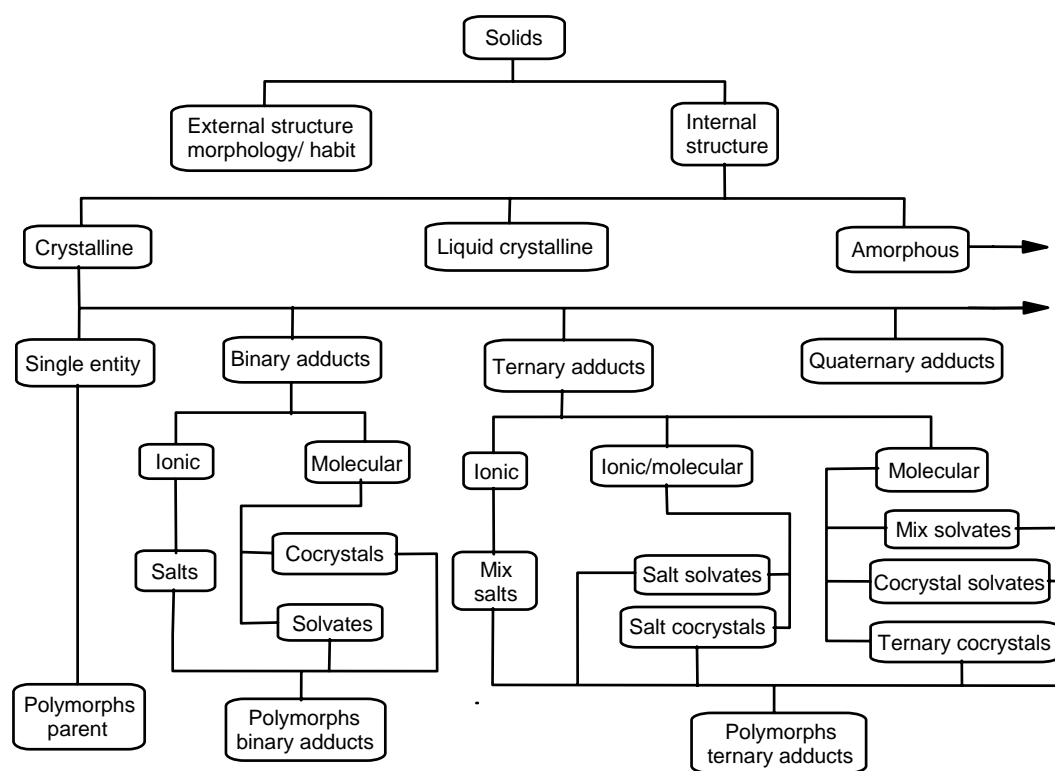 Solids
External structure
morphology/ habit
Internal
structure
Crystalline
Liquid crystalline
Amorphous
Single entity
Binary adducts
Ternary adducts
Quaternary adducts
Ionic
Molecular
Ionic
Ionic/molecular
Molecular
Salts
Cocrystals
Solvates
Mix
salts
Salt solvates
Salt cocrystals
Mix solvates
Cocrystal solvates
Ternary cocrystals
Polymorphs
parent
Polymorphs
binary adducts
Polymorphs
ternary adducts